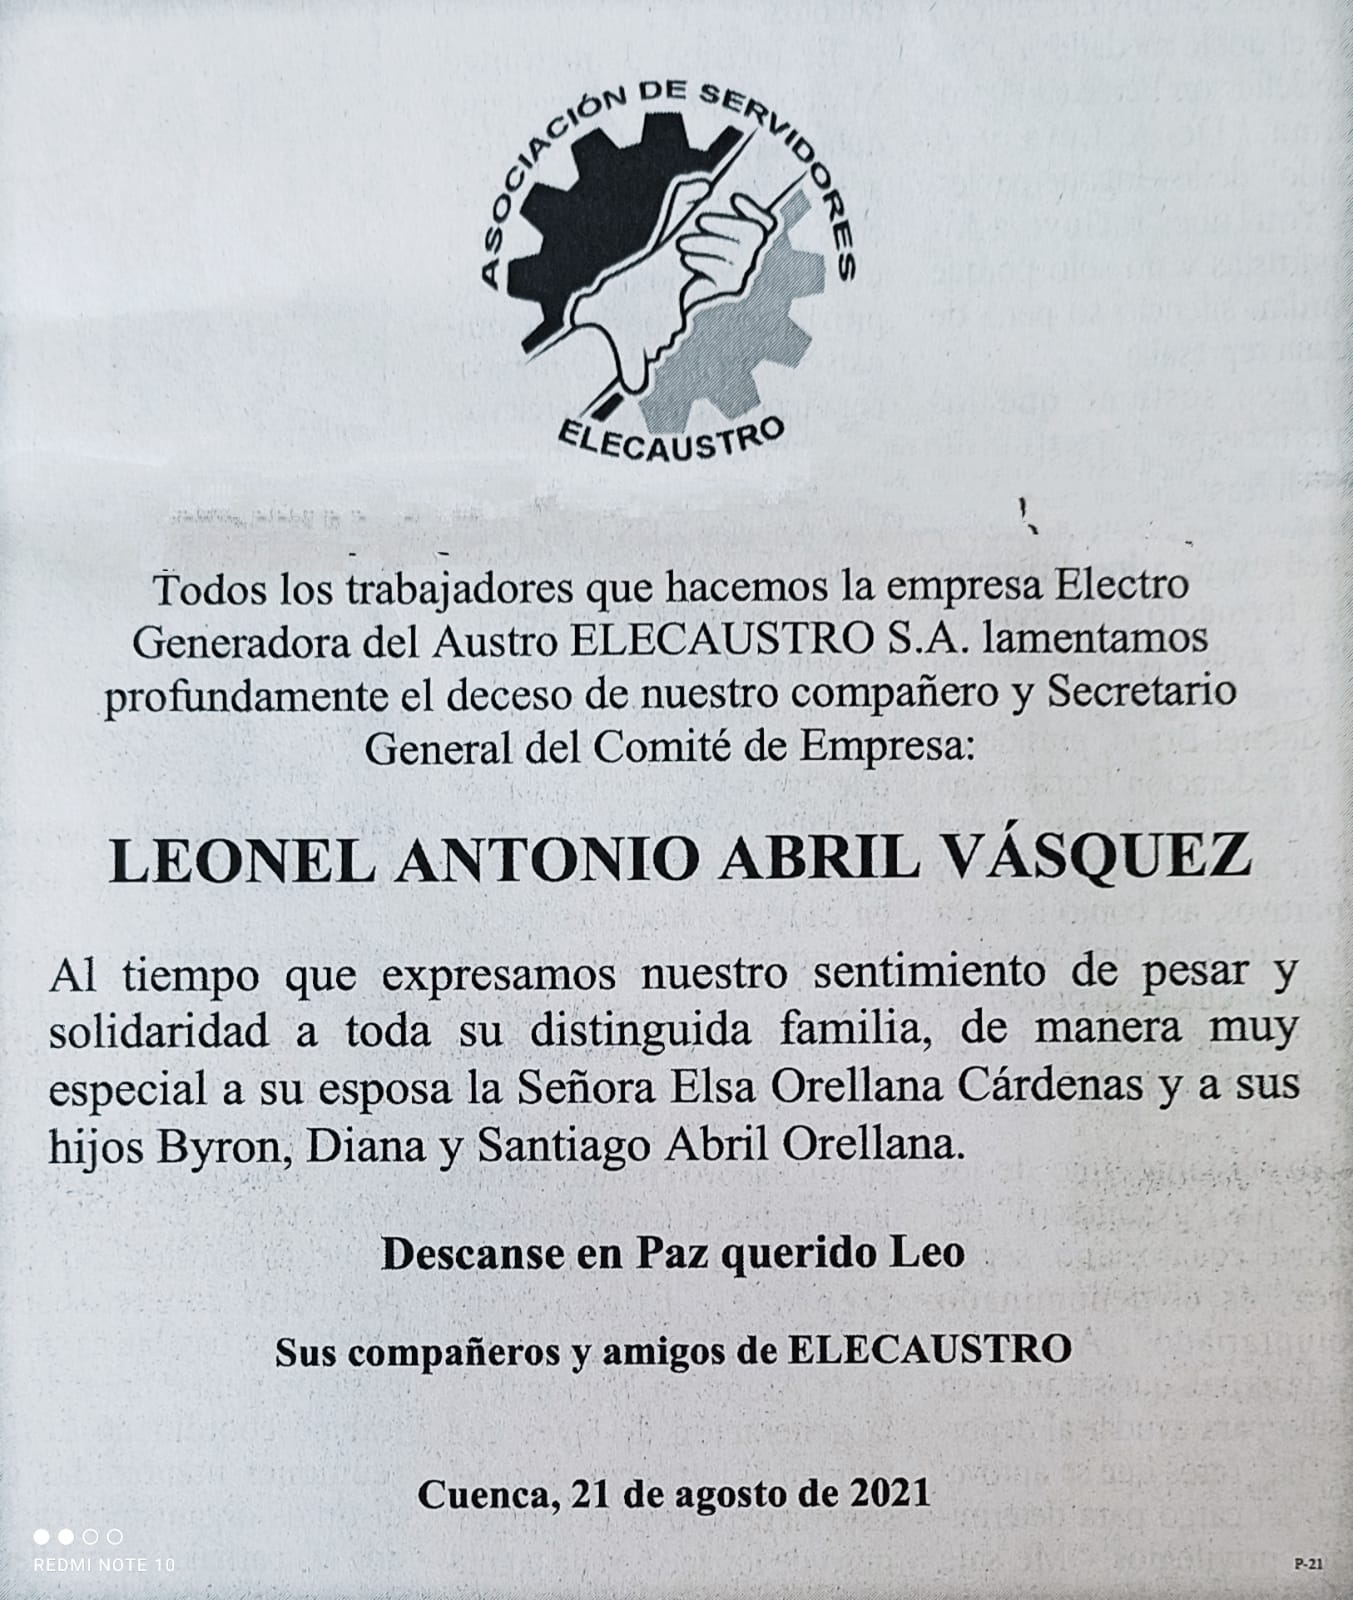 ASOCIACIÓN DE SERVIDORES
ELECAUSTRO
Todos los trabajadores que hacemos la empresa Electro
Generadora del Austro ELECAUSTRO S.A. lamentamos
profundamente el deceso de nuestro compañero y Secretario
General del Comité de Empresa:
LEONEL ANTONIO ABRIL VÁSQUEZ
Al tiempo que expresamos nuestro sentimiento de pesar y
solidaridad a toda su distinguida familia, de manera muy
especial a su esposa la Señora Elsa Orellana Cárdenas y a sus
hijos Byron, Diana y Santiago Abril Orellana.
Descanse en Paz querido Leo
Sus compañeros y amigos de ELECAUSTRO
Cuenca, 21 de agosto de 2021
REDMI NOTE 10
P-21